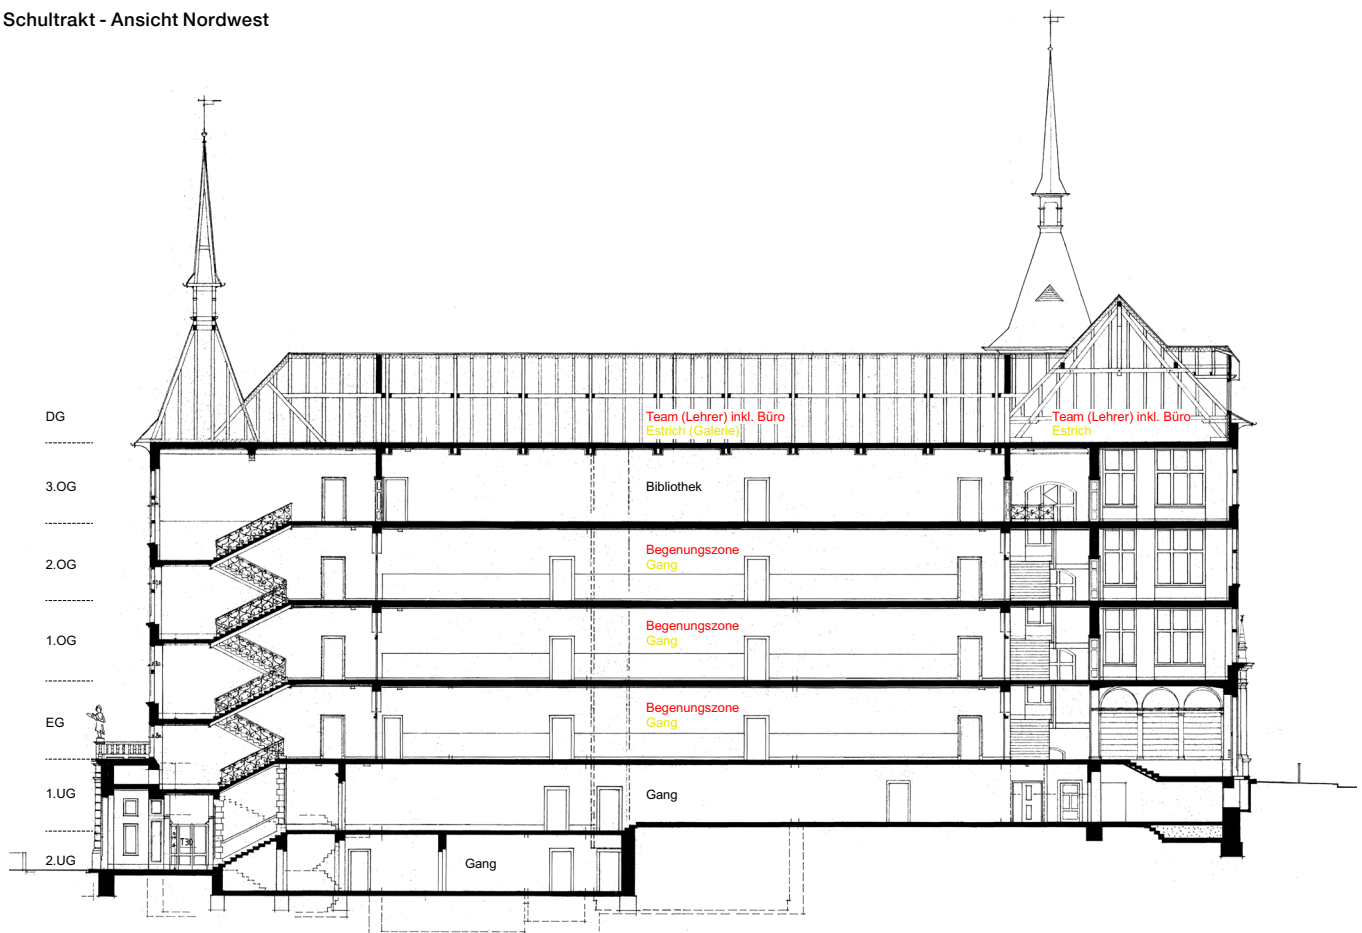 Schultrakt - Ansicht Nordwest
DG
Team (Lehrer) inkl. Büro
Estrich (Galerie)
Team (Lehrer) inkl. Büro
Estrich
3.OG
Bibliothek
2.OG
Begenungszone
Gang
1.OG
Begenungszone
Gang
EG
Begenungszone
Gang
1.UG
Gang
T30
2.UG
Gang